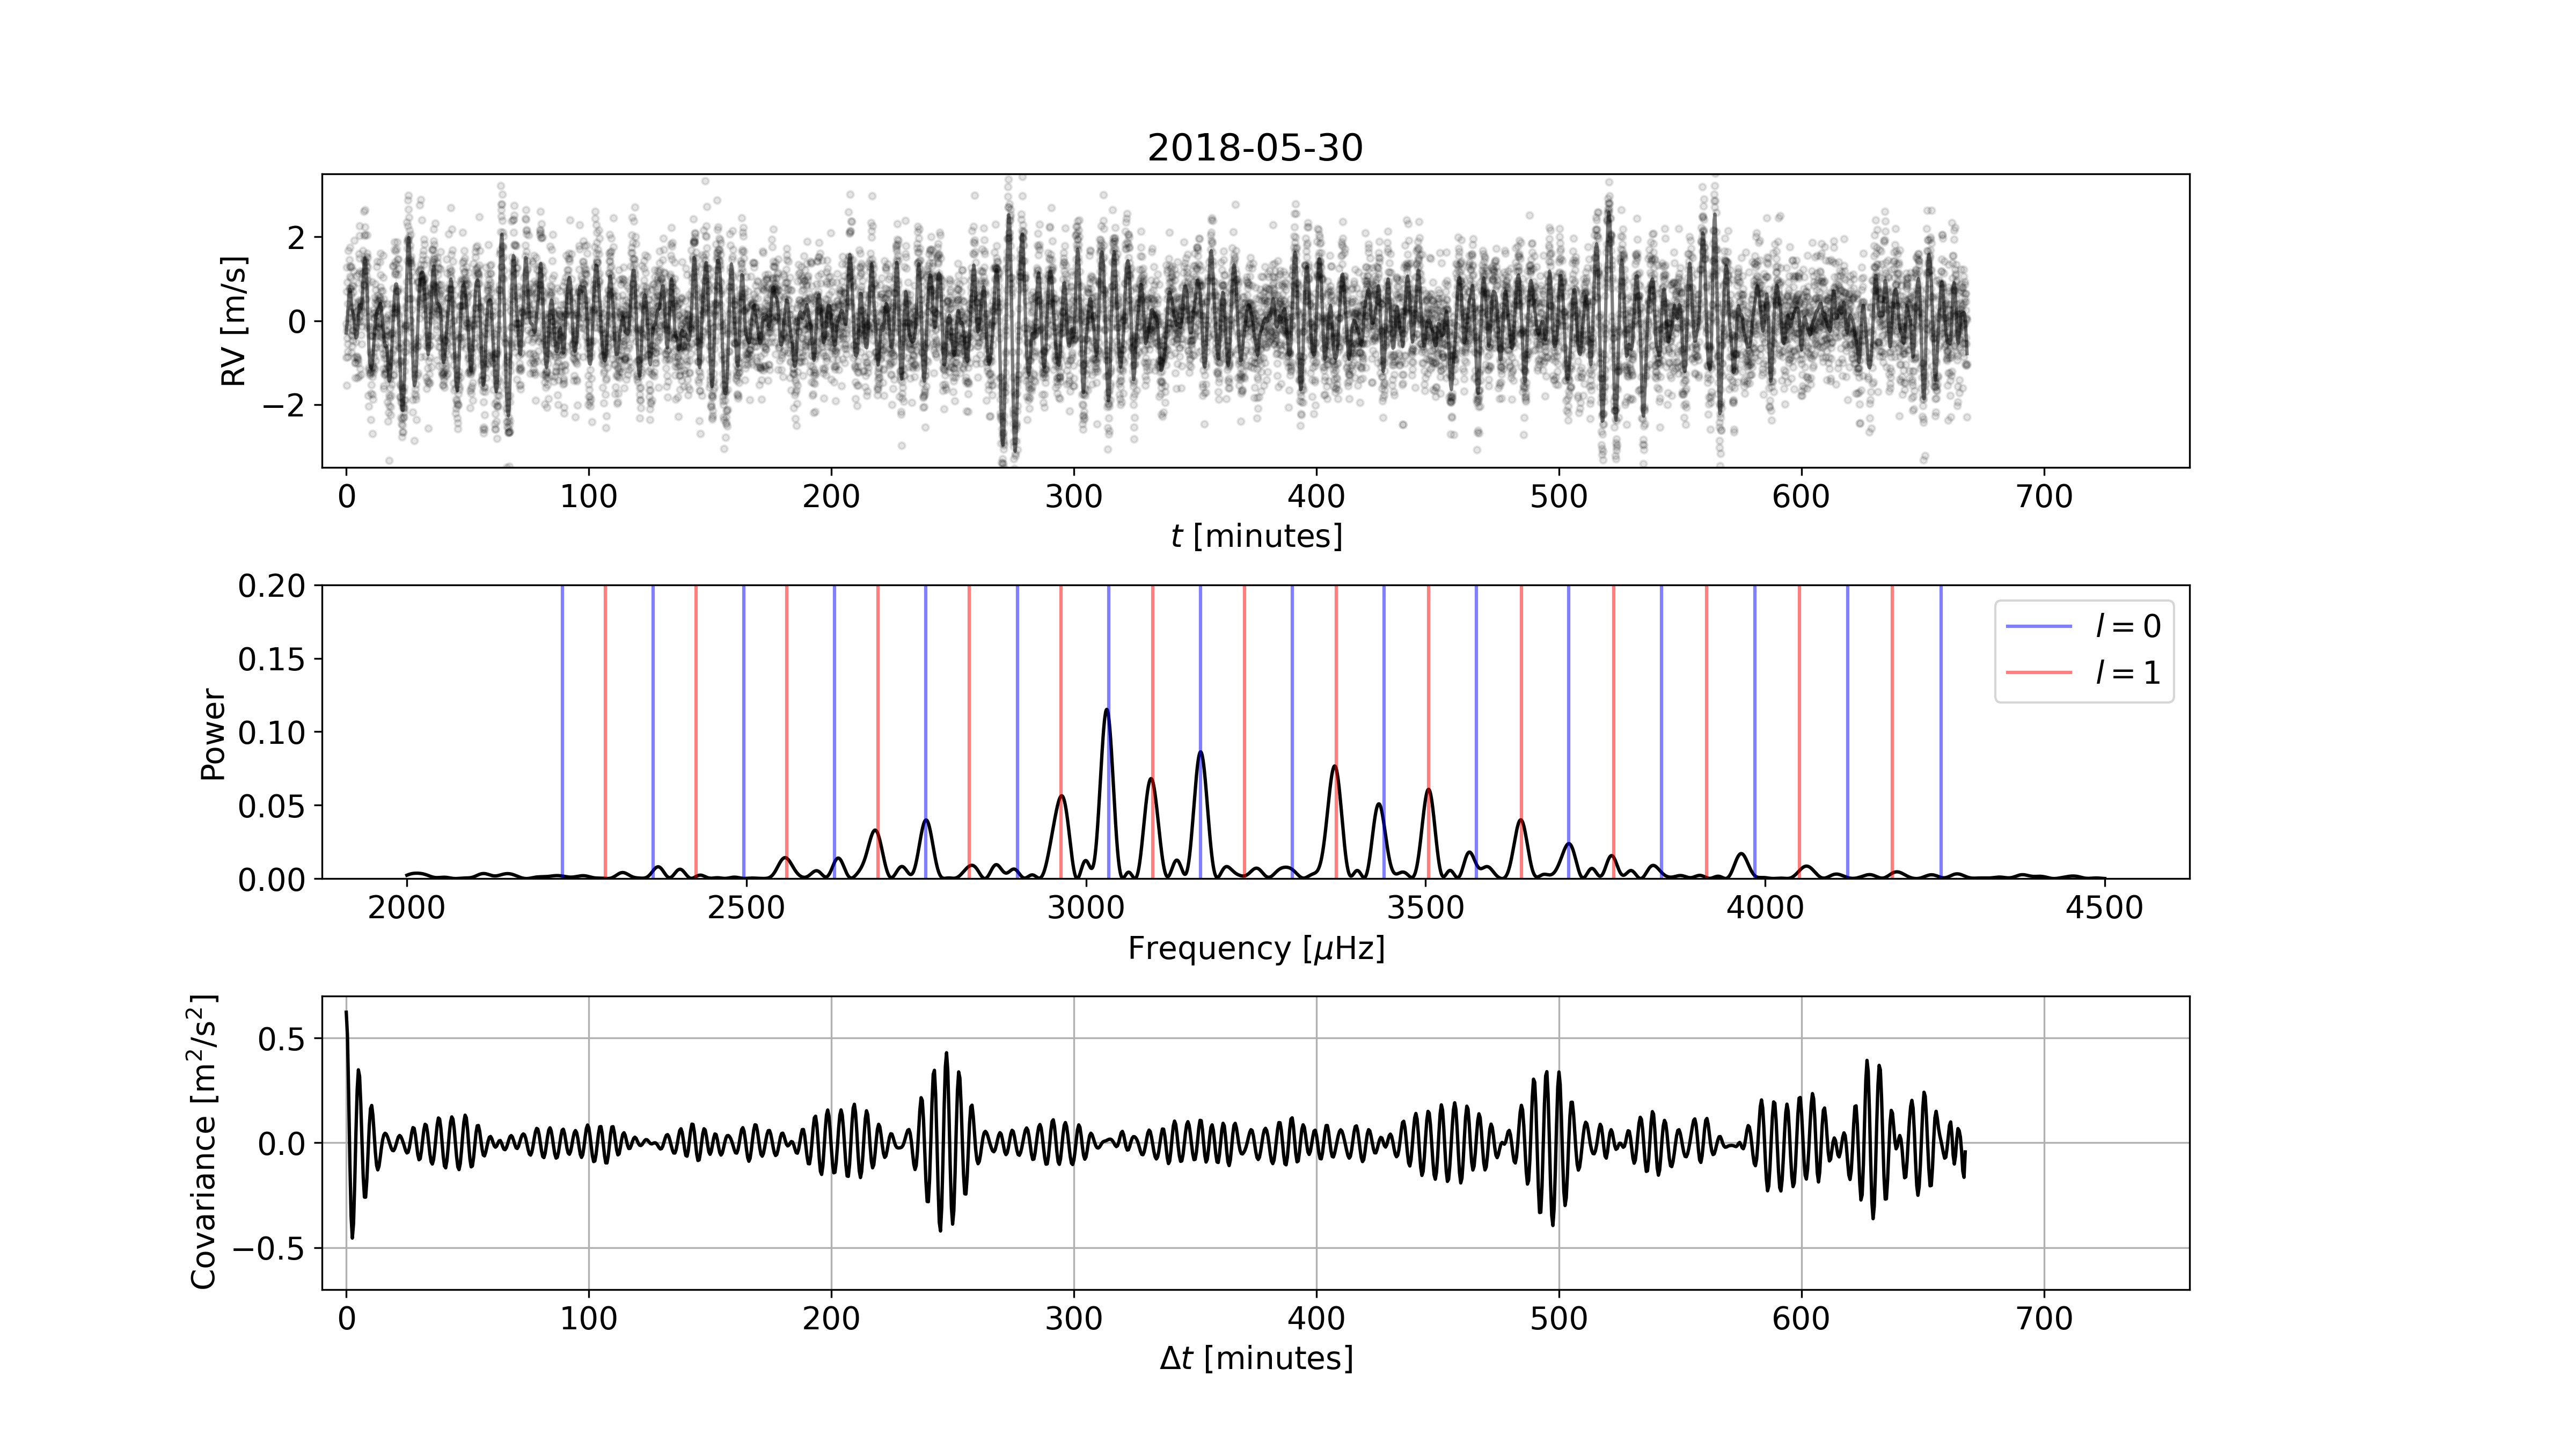 2018-05-30
RV [m/s]
2
0
−2
0 100 200 300 400 500 600 700
t [minutes]
Power
0.20
0.15
0.10
0.05
0.00
l = 0
l = 1
2000 2500 3000 3500 4000 4500
Frequency [μHz]
Covariance [m²/s²]
0.5
0.0
−0.5
0 100 200 300 400 500 600 700
Δt [minutes]